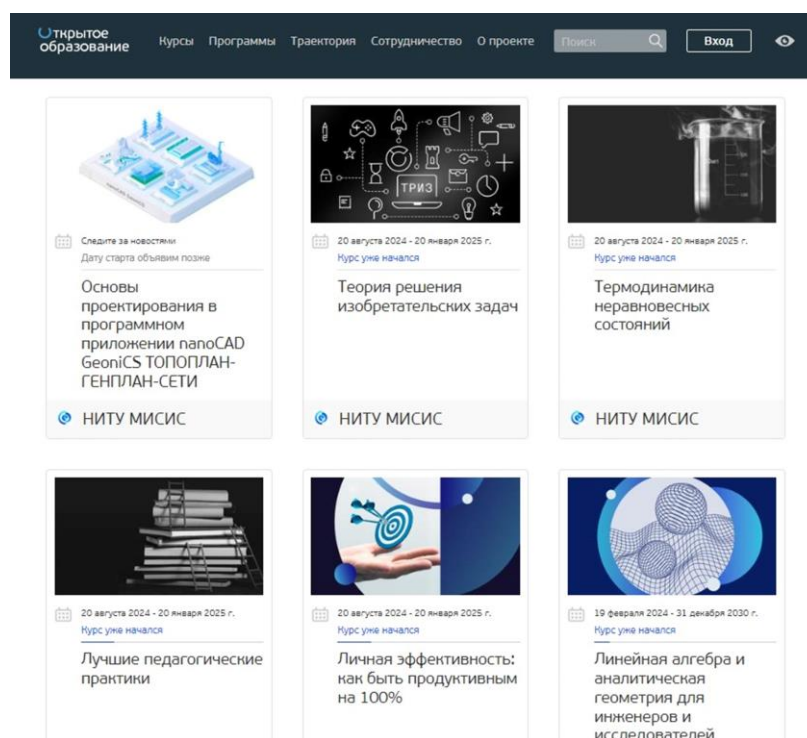 Открытое
образование
Курсы Программы Траектория Сотрудничество О проекте Поиск Вход
Следите за новостями
Дату старта объявим позже
Основы
проектирования в
программном
приложении nanoCAD
GeoniCS ТОПОПЛАН-
ГЕНПЛАН-СЕТИ
НИТУ МИСИС
ТРИЗ
20 августа 2024 - 20 января 2025 г.
Курс уже начался
Теория решения
изобретательских задач
НИТУ МИСИС
20 августа 2024 - 20 января 2025 г.
Курс уже начался
Термодинамика
неравновесных
состояний
НИТУ МИСИС
20 августа 2024 - 20 января 2025 г.
Курс уже начался
Лучшие педагогические
практики
20 августа 2024 - 20 января 2025 г.
Курс уже начался
Личная эффективность:
как быть продуктивным
на 100%
19 февраля 2024 - 31 декабря 2030 г.
Курс уже начался
Линейная алгебра и
аналитическая
геометрия для
инженеров и
исследователей